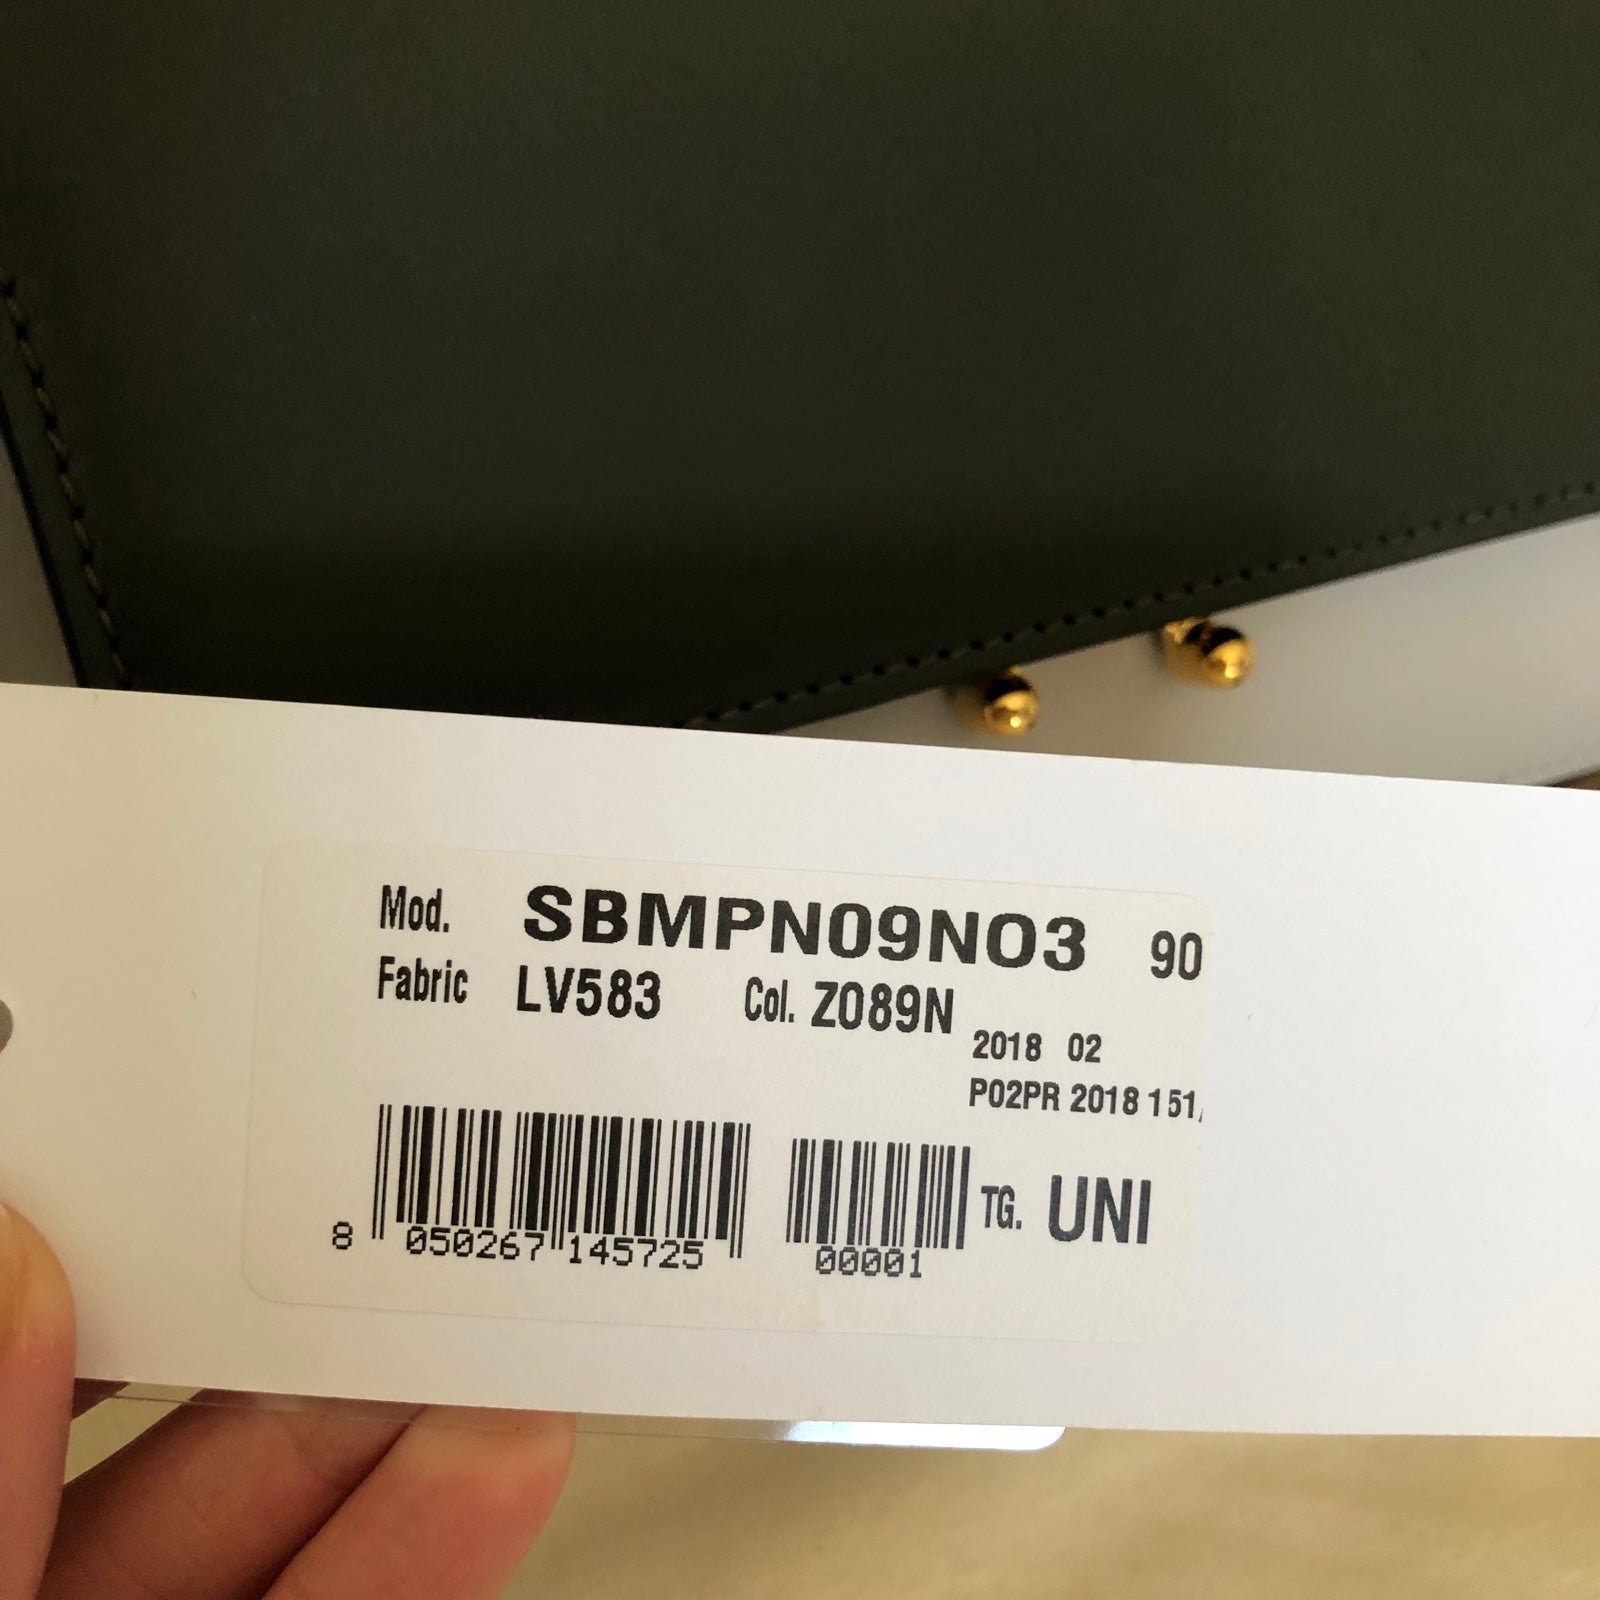 Mod. SBMPN09NO3 90
Fabric LV583 Col. Z089N
2018 02
P02PR 2018 151,
8 050267 145725 00001 TG. UNI